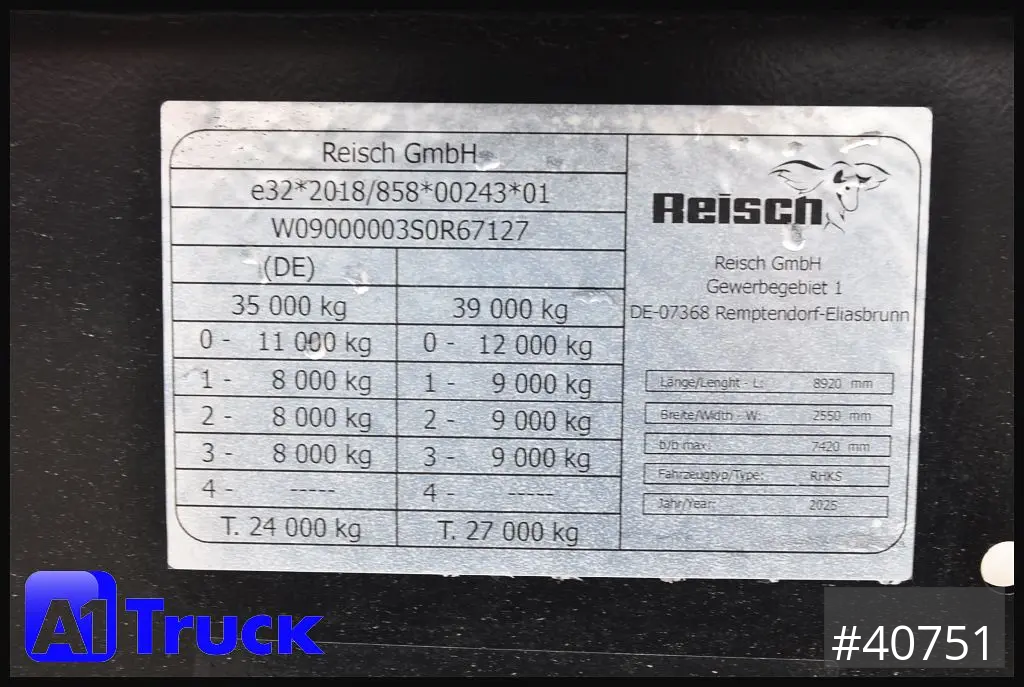 Reisch GmbH
e32*2018/858*00243*01
W09000003S0R67127
(DE)
35 000 kg 39 000 kg
0 - 11 000 kg 0 - 12 000 kg
1 - 8 000 kg 1 - 9 000 kg
2 - 8 000 kg 2 - 9 000 kg
3 - 8 000 kg 3 - 9 000 kg
4 - ----- 4 - -----
T. 24 000 kg T. 27 000 kg
Reisch
Reisch GmbH
Gewerbegebiet 1
DE-07368 Remptendorf-Eliasbrunn
Länge/Lenght - L: 8920 mm
Breite/Width - W: 2550 mm
b/b max: 7420 mm
Fahrzeugtyp/Type: RHKS
Jahr/Year: 2025
A1 Truck
#40751